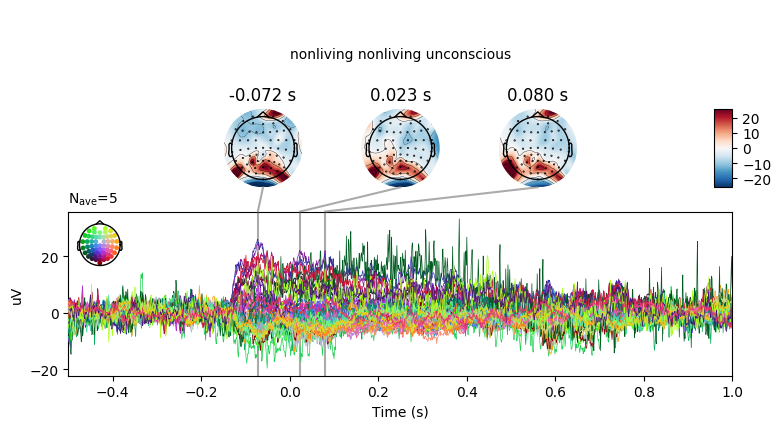 nonliving nonliving unconscious
-0.072 s 0.023 s 0.080 s
20
10
0
−10
−20
Nave=5
20
0
−20
uV
−0.4 −0.2 0.0 0.2 0.4 0.6 0.8 1.0
Time (s)